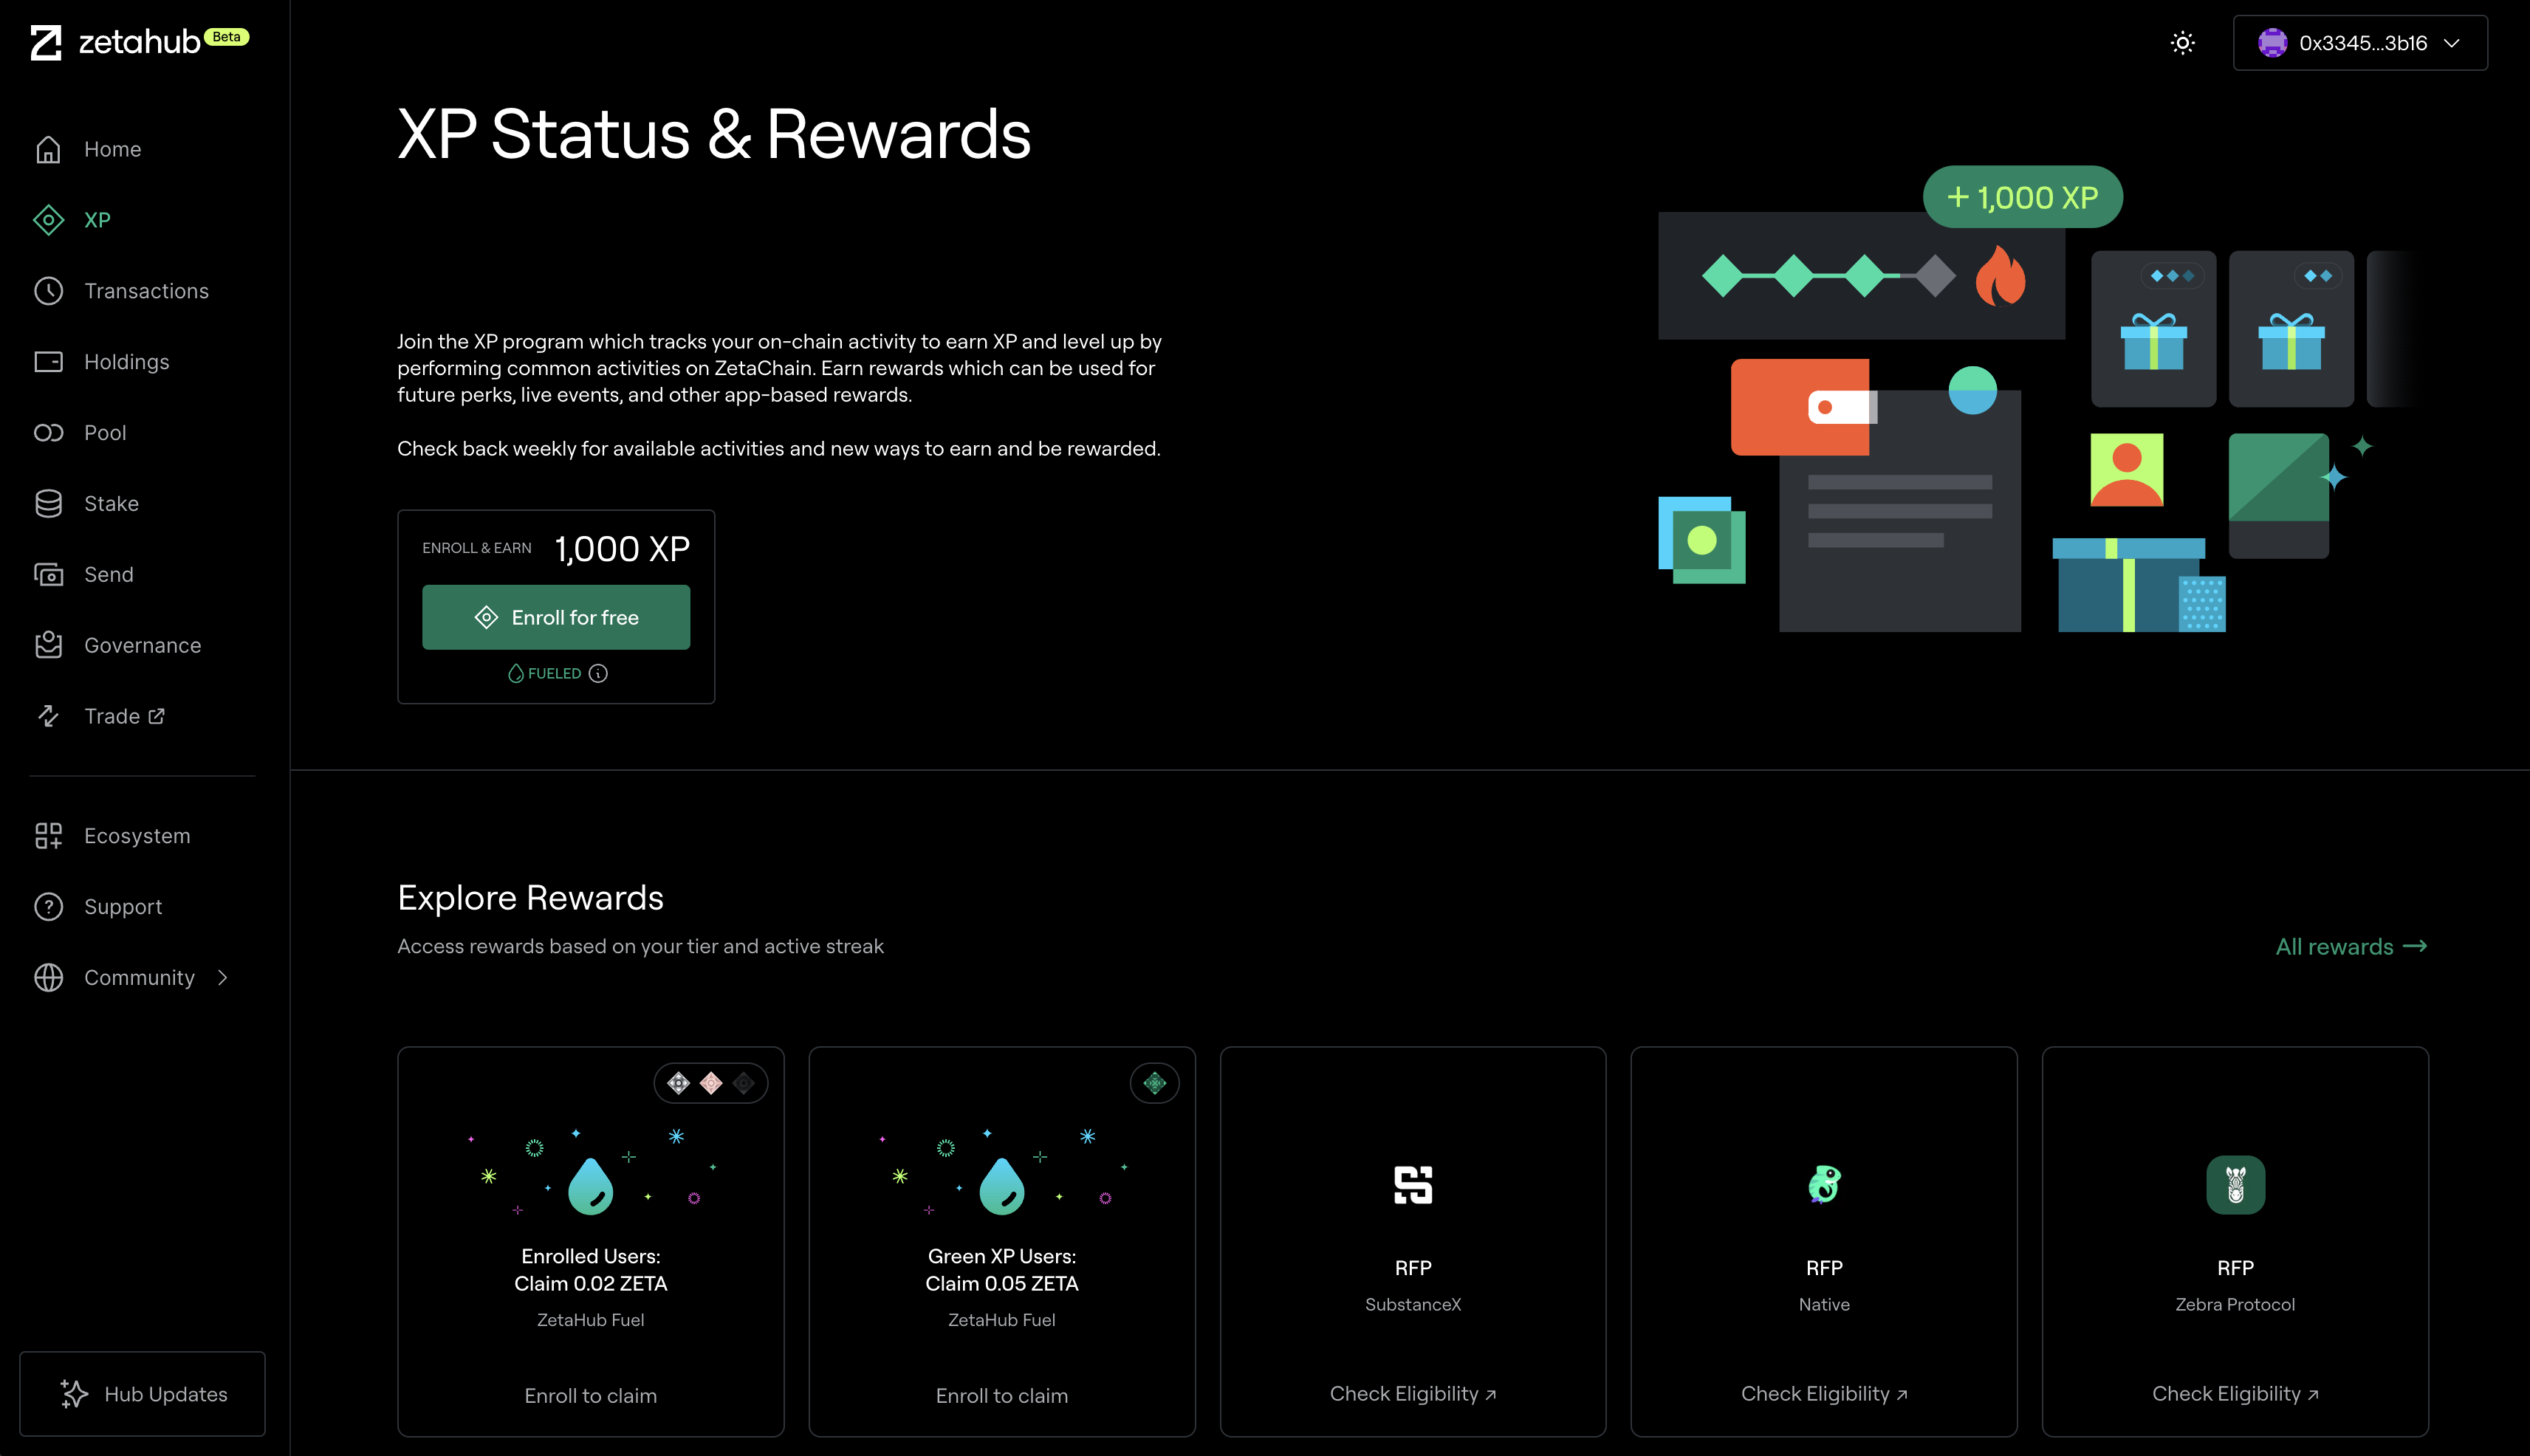 zetahub Beta
0x3345...3b16
Home
XP
Transactions
Holdings
Pool
Stake
Send
Governance
Trade
Ecosystem
Support
Community
Hub Updates
XP Status & Rewards
Join the XP program which tracks your on-chain activity to earn XP and level up by
performing common activities on ZetaChain. Earn rewards which can be used for
future perks, live events, and other app-based rewards.
Check back weekly for available activities and new ways to earn and be rewarded.
ENROLL & EARN 1,000 XP
Enroll for free
FUELED
+ 1,000 XP
Explore Rewards
Access rewards based on your tier and active streak
All rewards →
Enrolled Users:
Claim 0.02 ZETA
ZetaHub Fuel
Enroll to claim
Green XP Users:
Claim 0.05 ZETA
ZetaHub Fuel
Enroll to claim
RFP
SubstanceX
Check Eligibility ↗
RFP
Native
Check Eligibility ↗
RFP
Zebra Protocol
Check Eligibility ↗